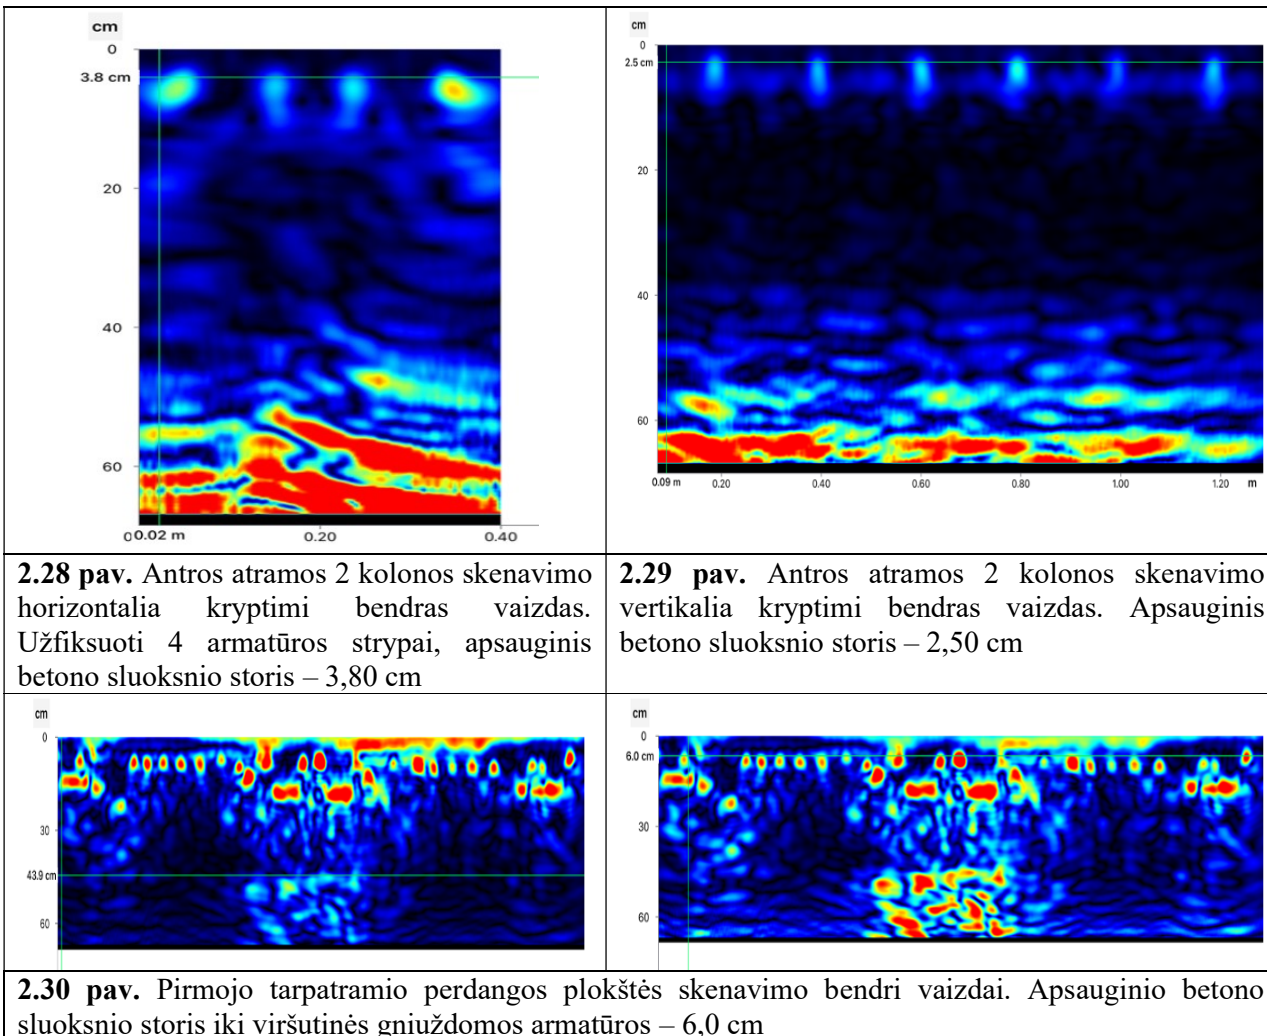 cm
0
3.8 cm
20
40
60
0
0.02 m
0.20
0.40
cm
0
2.5 cm
20
40
60
0.09 m
0.20
0.40
0.60
0.80
1.00
1.20
m
2.28 pav. Antros atramos 2 kolonos skenavimo
horizontalia kryptimi bendras vaizdas.
Užfiksuoti 4 armatūros strypai, apsauginis
betono sluoksnio storis – 3,80 cm
2.29 pav. Antros atramos 2 kolonos skenavimo
vertikalia kryptimi bendras vaizdas. Apsauginis
betono sluoksnio storis – 2,50 cm
cm
0
30
43.9 cm
60
cm
0
6.0 cm
30
60
2.30 pav. Pirmojo tarpatramio perdangos plokštės skenavimo bendri vaizdai. Apsauginio betono
sluoksnio storis iki viršutinės gniuždomos armatūros – 6,0 cm